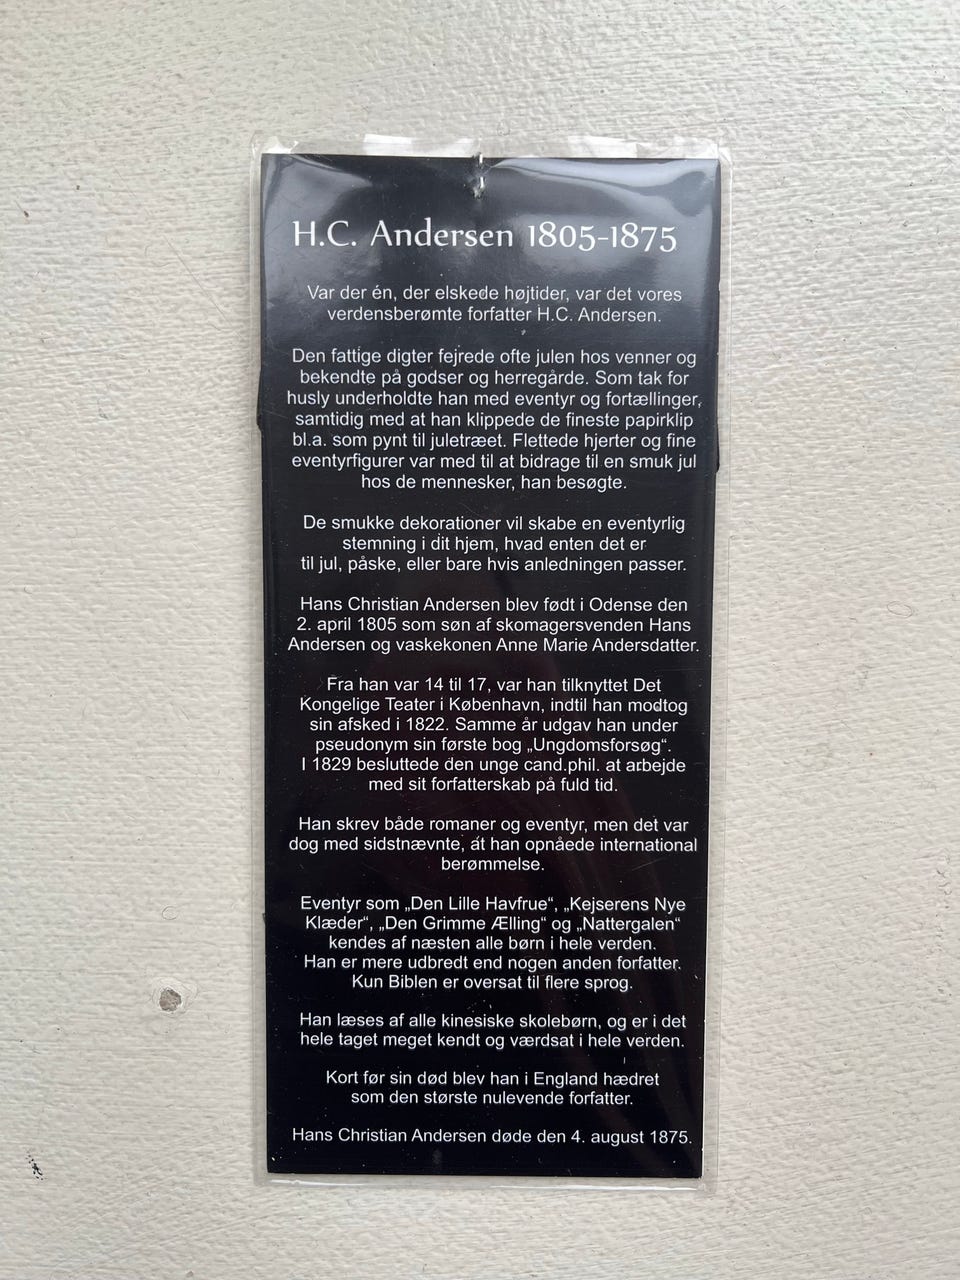 H.C. Andersen 1805-1875
Var der én, der elskede højtider, var det vores
verdensberømte forfatter H.C. Andersen.
Den fattige digter fejrede ofte julen hos venner og
bekendte på godser og herregårde. Som tak for
husly underholdte han med eventyr og fortællinger,
samtidig med at han klippede de fineste papirklip
bl.a. som pynt til juletræet. Flettede hjerter og fine
eventyrfigurer var med til at bidrage til en smuk jul
hos de mennesker, han besøgte.
De smukke dekorationer vil skabe en eventyrlig
stemning i dit hjem, hvad enten det er
til jul, påske, eller bare hvis anledningen passer.
Hans Christian Andersen blev født i Odense den
2. april 1805 som søn af skomagersvenden Hans
Andersen og vaskekonen Anne Marie Andersdatter.
Fra han var 14 til 17, var han tilknyttet Det
Kongelige Teater i København, indtil han modtog
sin afsked i 1822. Samme år udgav han under
pseudonym sin første bog „Ungdomsforsøg“.
I 1829 besluttede den unge cand.phil. at arbejde
med sit forfatterskab på fuld tid.
Han skrev både romaner og eventyr, men det var
dog med sidstnævnte, at han opnåede international
berømmelse.
Eventyr som „Den Lille Havfrue“, „Kejserens Nye
Klæder“, „Den Grimme Ælling“ og „Nattergalen“
kendes af næsten alle børn i hele verden.
Han er mere udbredt end nogen anden forfatter.
Kun Biblen er oversat til flere sprog.
Han læses af alle kinesiske skolebørn, og er i det
hele taget meget kendt og værdsat i hele verden.
Kort før sin død blev han i England hædret
som den største nulevende forfatter.
Hans Christian Andersen døde den 4. august 1875.